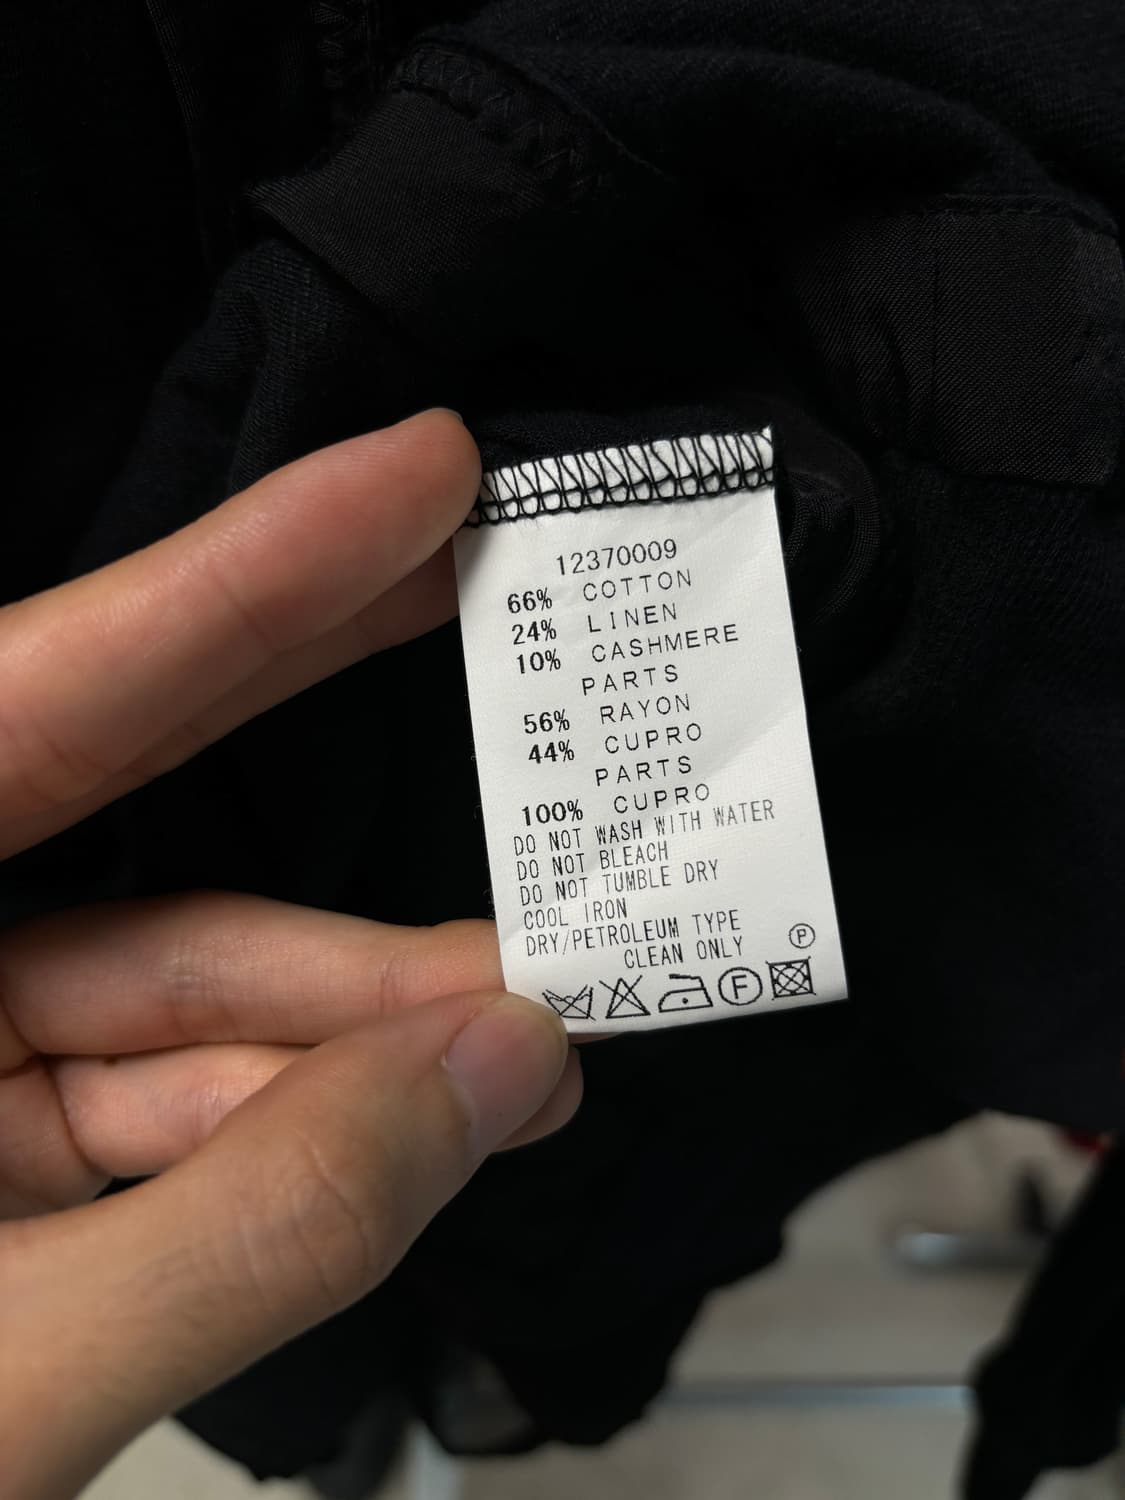 12370009
66% COTTON
24% LINEN
10% CASHMERE
PARTS
56% RAYON
44% CUPRO
PARTS
100% CUPRO
DO NOT WASH WITH WATER
DO NOT BLEACH
DO NOT TUMBLE DRY
COOL IRON
DRY/PETROLEUM TYPE
CLEAN ONLY
P
F